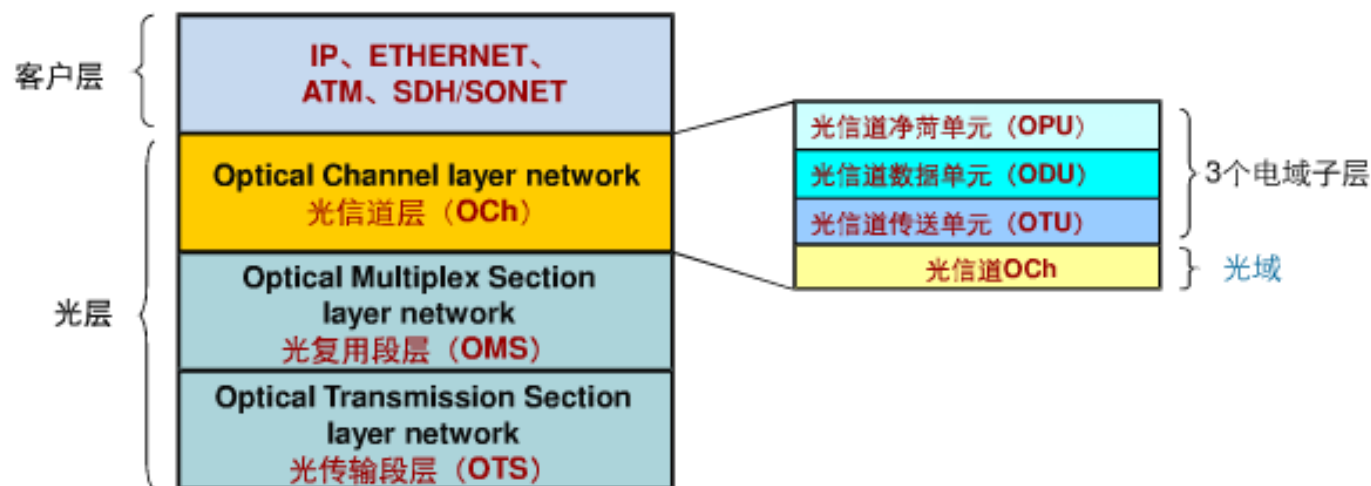 客户层
IP、ETHERNET、
ATM、SDH/SONET
光层
Optical Channel layer network
光信道层（OCh）
Optical Multiplex Section
layer network
光复用段层（OMS）
Optical Transmission Section
layer network
光传输段层（OTS）
光信道净荷单元（OPU）
光信道数据单元（ODU）
光信道传送单元（OTU）
3个电域子层
光信道OCh
光域